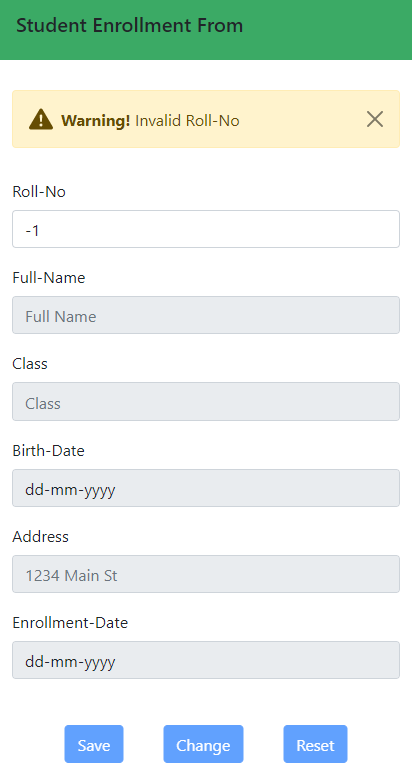 Student Enrollment From
Warning! Invalid Roll-No
Roll-No
-1
Full-Name
Full Name
Class
Class
Birth-Date
dd-mm-yyyy
Address
1234 Main St
Enrollment-Date
dd-mm-yyyy
Save Change Reset